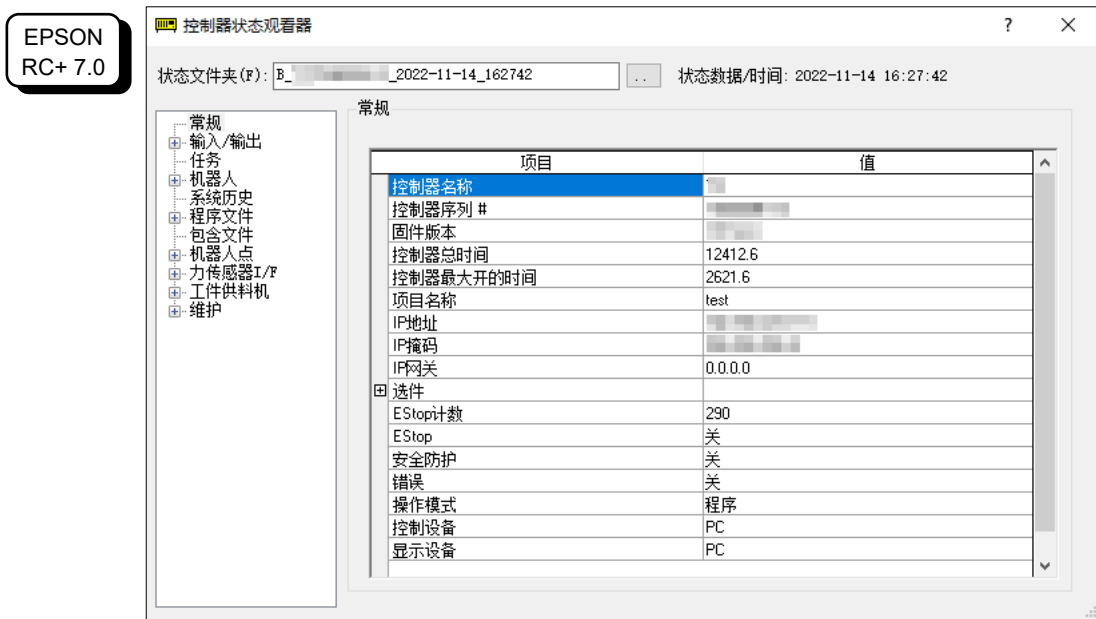 EPSON
RC+ 7.0
控制器状态观看器
?
状态文件夹(F): B_ _2022-11-14_162742 .. 状态数据/时间: 2022-11-14 16:27:42
常规
输入/输出
任务
机器人
系统历史
程序文件
包含文件
机器人点
力传感器I/F
工件供料机
维护
常规
项目 值
控制器名称
控制器序列 #
固件版本
控制器总时间 12412.6
控制器最大开的时间 2621.6
项目名称 test
IP地址
IP掩码
IP网关 0.0.0.0
选件
EStop计数 290
EStop 关
安全防护 关
错误 关
操作模式 程序
控制设备 PC
显示设备 PC